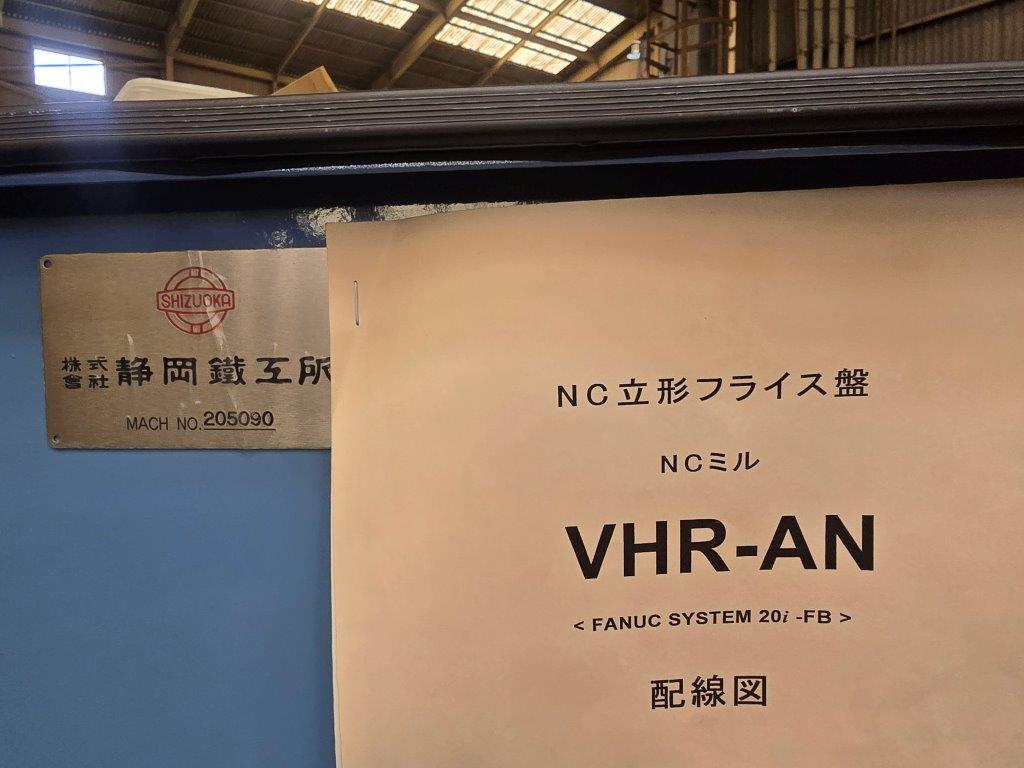 SHIZUOKA
株式會社 静岡鐵工所
MACH NO. 205090
NC立形フライス盤
NCミル
VHR-AN
< FANUC SYSTEM 20i -FB >
配線図